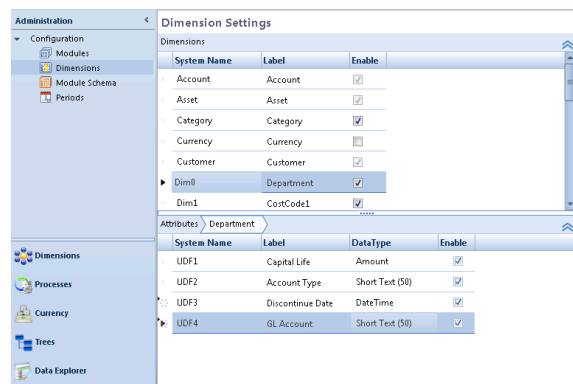 Administration
Configuration
Modules
Dimensions
Module Schema
Periods
Dimensions
Processes
Currency
Trees
Data Explorer
Dimension Settings
Dimensions
System Name Label Enable
Account Account
Asset Asset
Category Category
Currency Currency
Customer Customer
Dim0 Department
Dim1 CostCode1
Attributes Department
System Name Label DataType Enable
UDF1 Capital Life Amount
UDF2 Account Type Short Text (50)
UDF3 Discontinue Date DateTime
UDF4 GL Account Short Text (50)